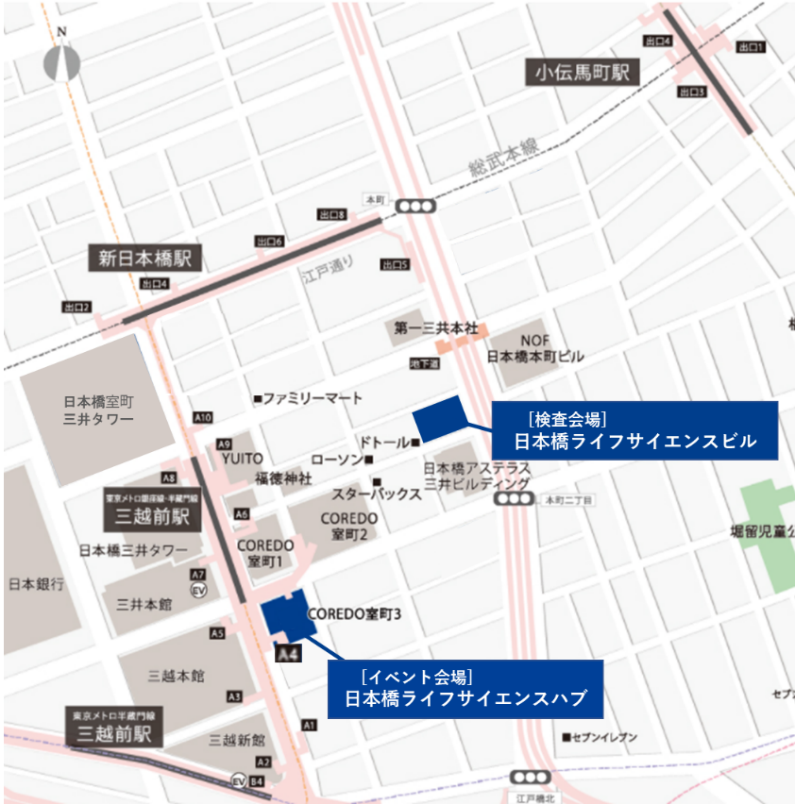 N
出口4
出口1
小伝馬町駅
出口3
総武本線
本町
出口8
出口6
新日本橋駅
江戸通り
出口5
出口4
出口2
第一三共本社
NOF
日本橋本町ビル
地下道
日本橋室町
三井タワー
ファミリーマート
A10
[検査会場]
日本橋ライフサイエンスビル
A9
YUITO
ドトール
ローソン
福徳神社
スターバックス
日本橋アステラス
三井ビルディング
A8
東京メトロ銀座線・半蔵門線
三越前駅
A6
COREDO
室町2
本町二丁目
堀留児童公
日本橋三井タワー
COREDO
室町1
日本銀行
A7
EV
三井本館
COREDO室町3
A5
A4
三越本館
[イベント会場]
日本橋ライフサイエンスハブ
A3
セブ
東京メトロ半蔵門線
三越前駅
A1
三越新館
セブンイレブン
A2
EV
B4
江戸橋北